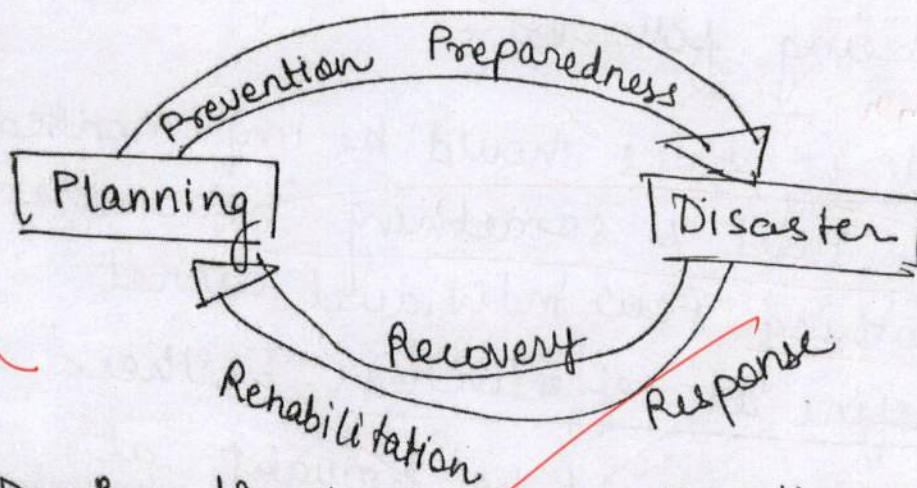 Prevention Preparedness
Planning
Disaster
Recovery
Response
Rehabilitation